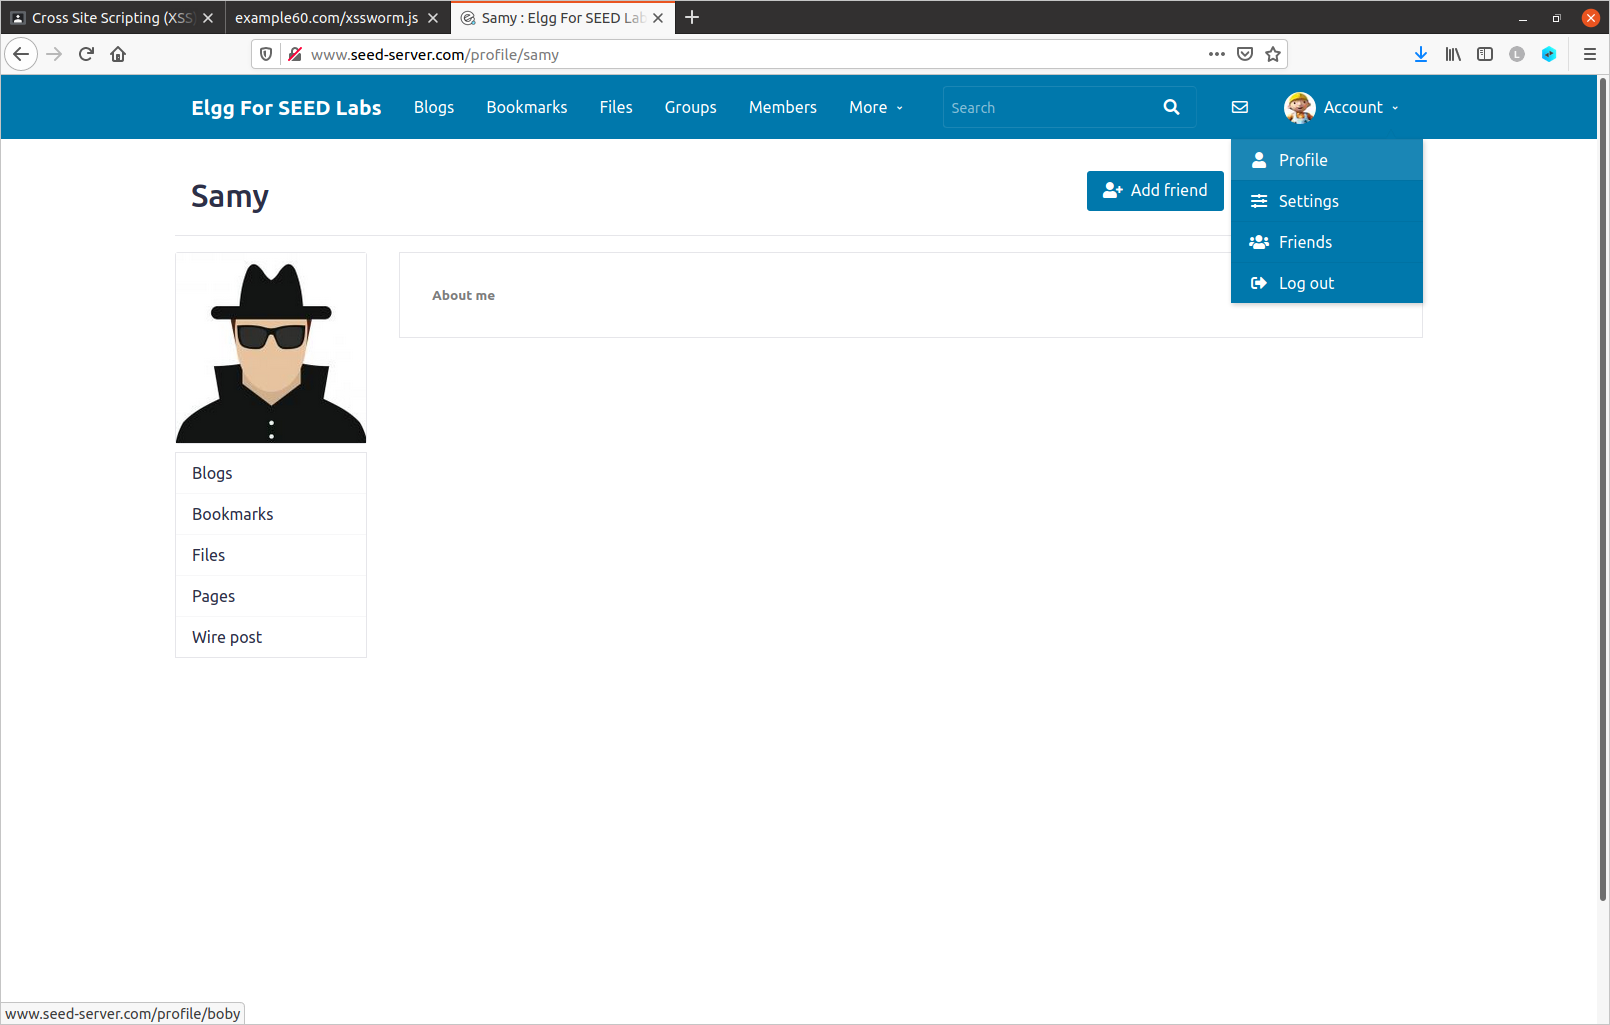 Cross Site Scripting (XSS)
example60.com/xssworm.js
Samy : Elgg For SEED Lab
www.seed-server.com/profile/samy
L
Elgg For SEED Labs
Blogs
Bookmarks
Files
Groups
Members
More
Search
Account
Profile
Settings
Friends
Log out
Samy
Add friend
About me
Blogs
Bookmarks
Files
Pages
Wire post
www.seed-server.com/profile/boby